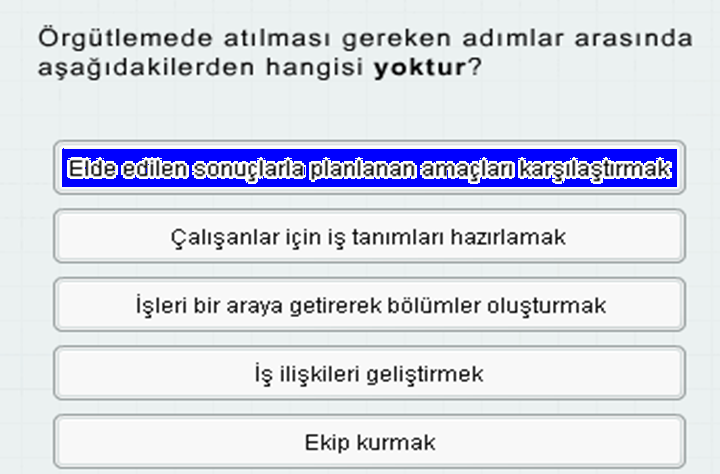 Örgütlemede atılması gereken adımlar arasında
aşağıdakilerden hangisi yoktur?
Elde edilen sonuçlarla planlanan amaçları karşılaştırmak
Çalışanlar için iş tanımları hazırlamak
İşleri bir araya getirerek bölümler oluşturmak
İş ilişkileri geliştirmek
Ekip kurmak